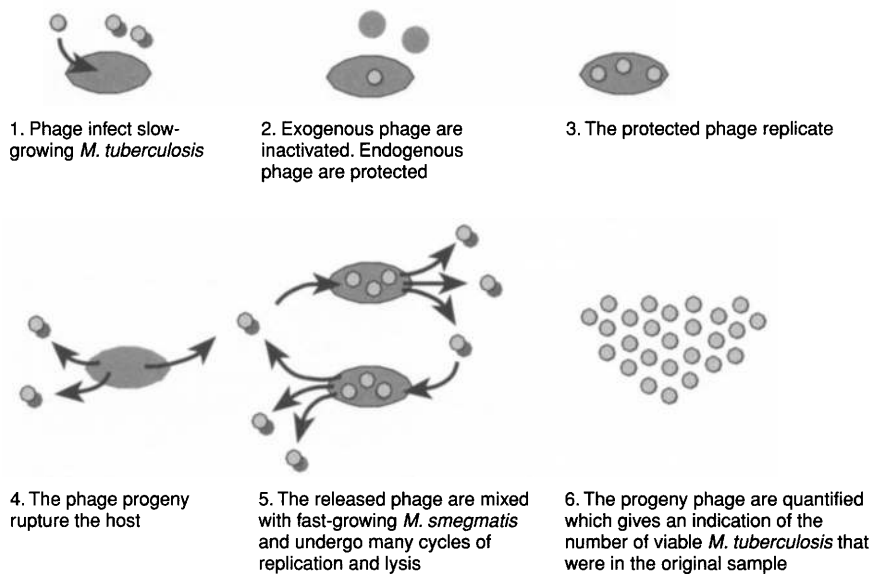 1. Phage infect slow-
growing M. tuberculosis
2. Exogenous phage are
inactivated. Endogenous
phage are protected
3. The protected phage replicate
4. The phage progeny
rupture the host
5. The released phage are mixed
with fast-growing M. smegmatis
and undergo many cycles of
replication and lysis
6. The progeny phage are quantified
which gives an indication of the
number of viable M. tuberculosis that
were in the original sample